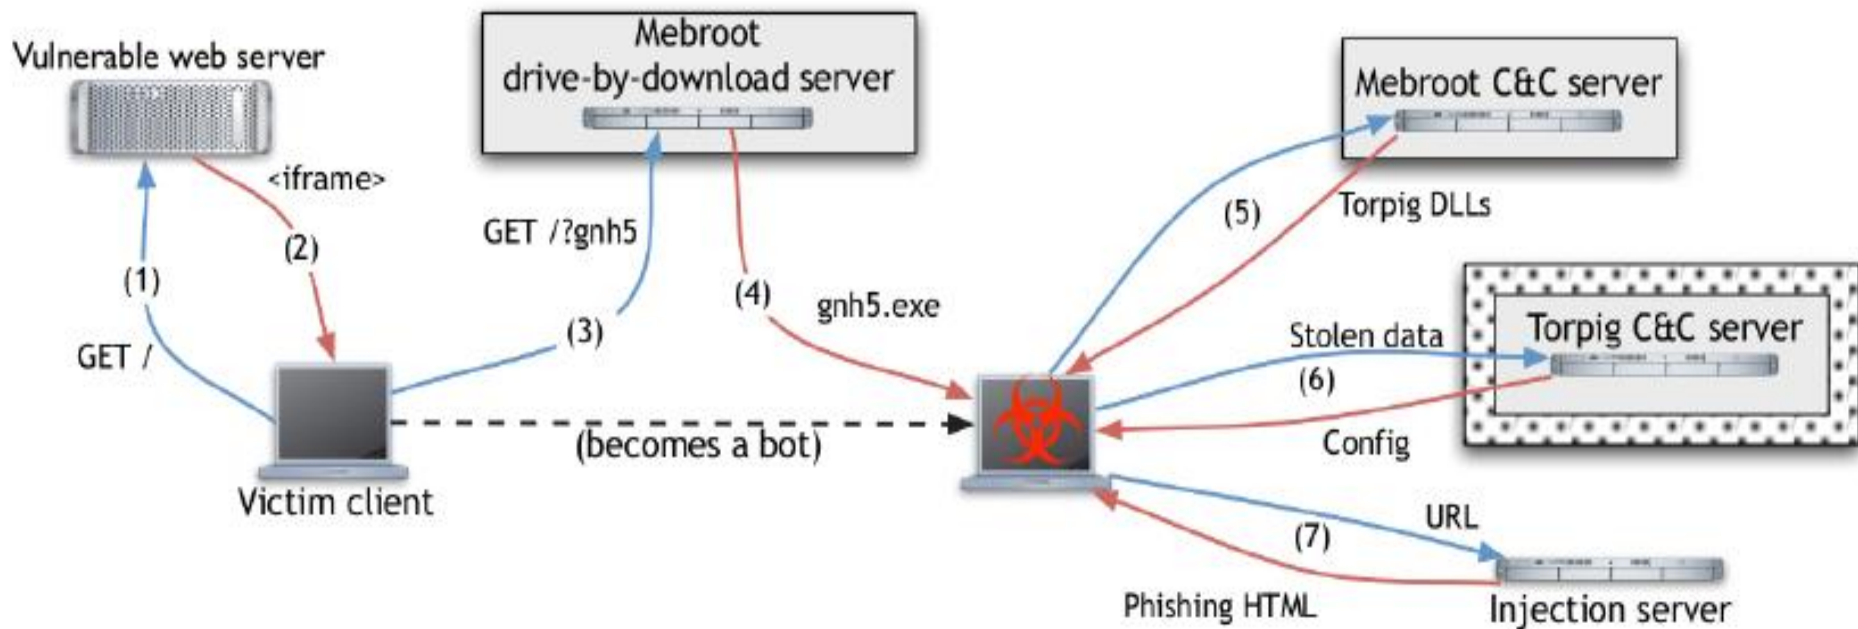 Vulnerable web server
Mebroot
drive-by-download server
Mebroot C&C server
<iframe>
(2)
GET /?gnh5
(1)
GET /
(3)
(4)
gnh5.exe
(5)
Torpig DLLs
Torpig C&C server
Stolen data
(6)
Config
(becomes a bot)
Victim client
URL
(7)
Phishing HTML
Injection server